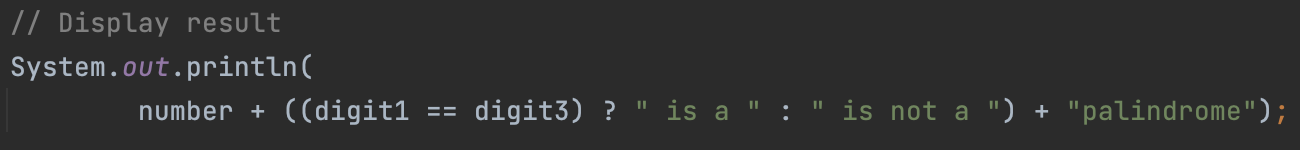 // Display result
System.out.println(
number + ((digit1 == digit3) ? " is a " : " is not a ") + "palindrome");